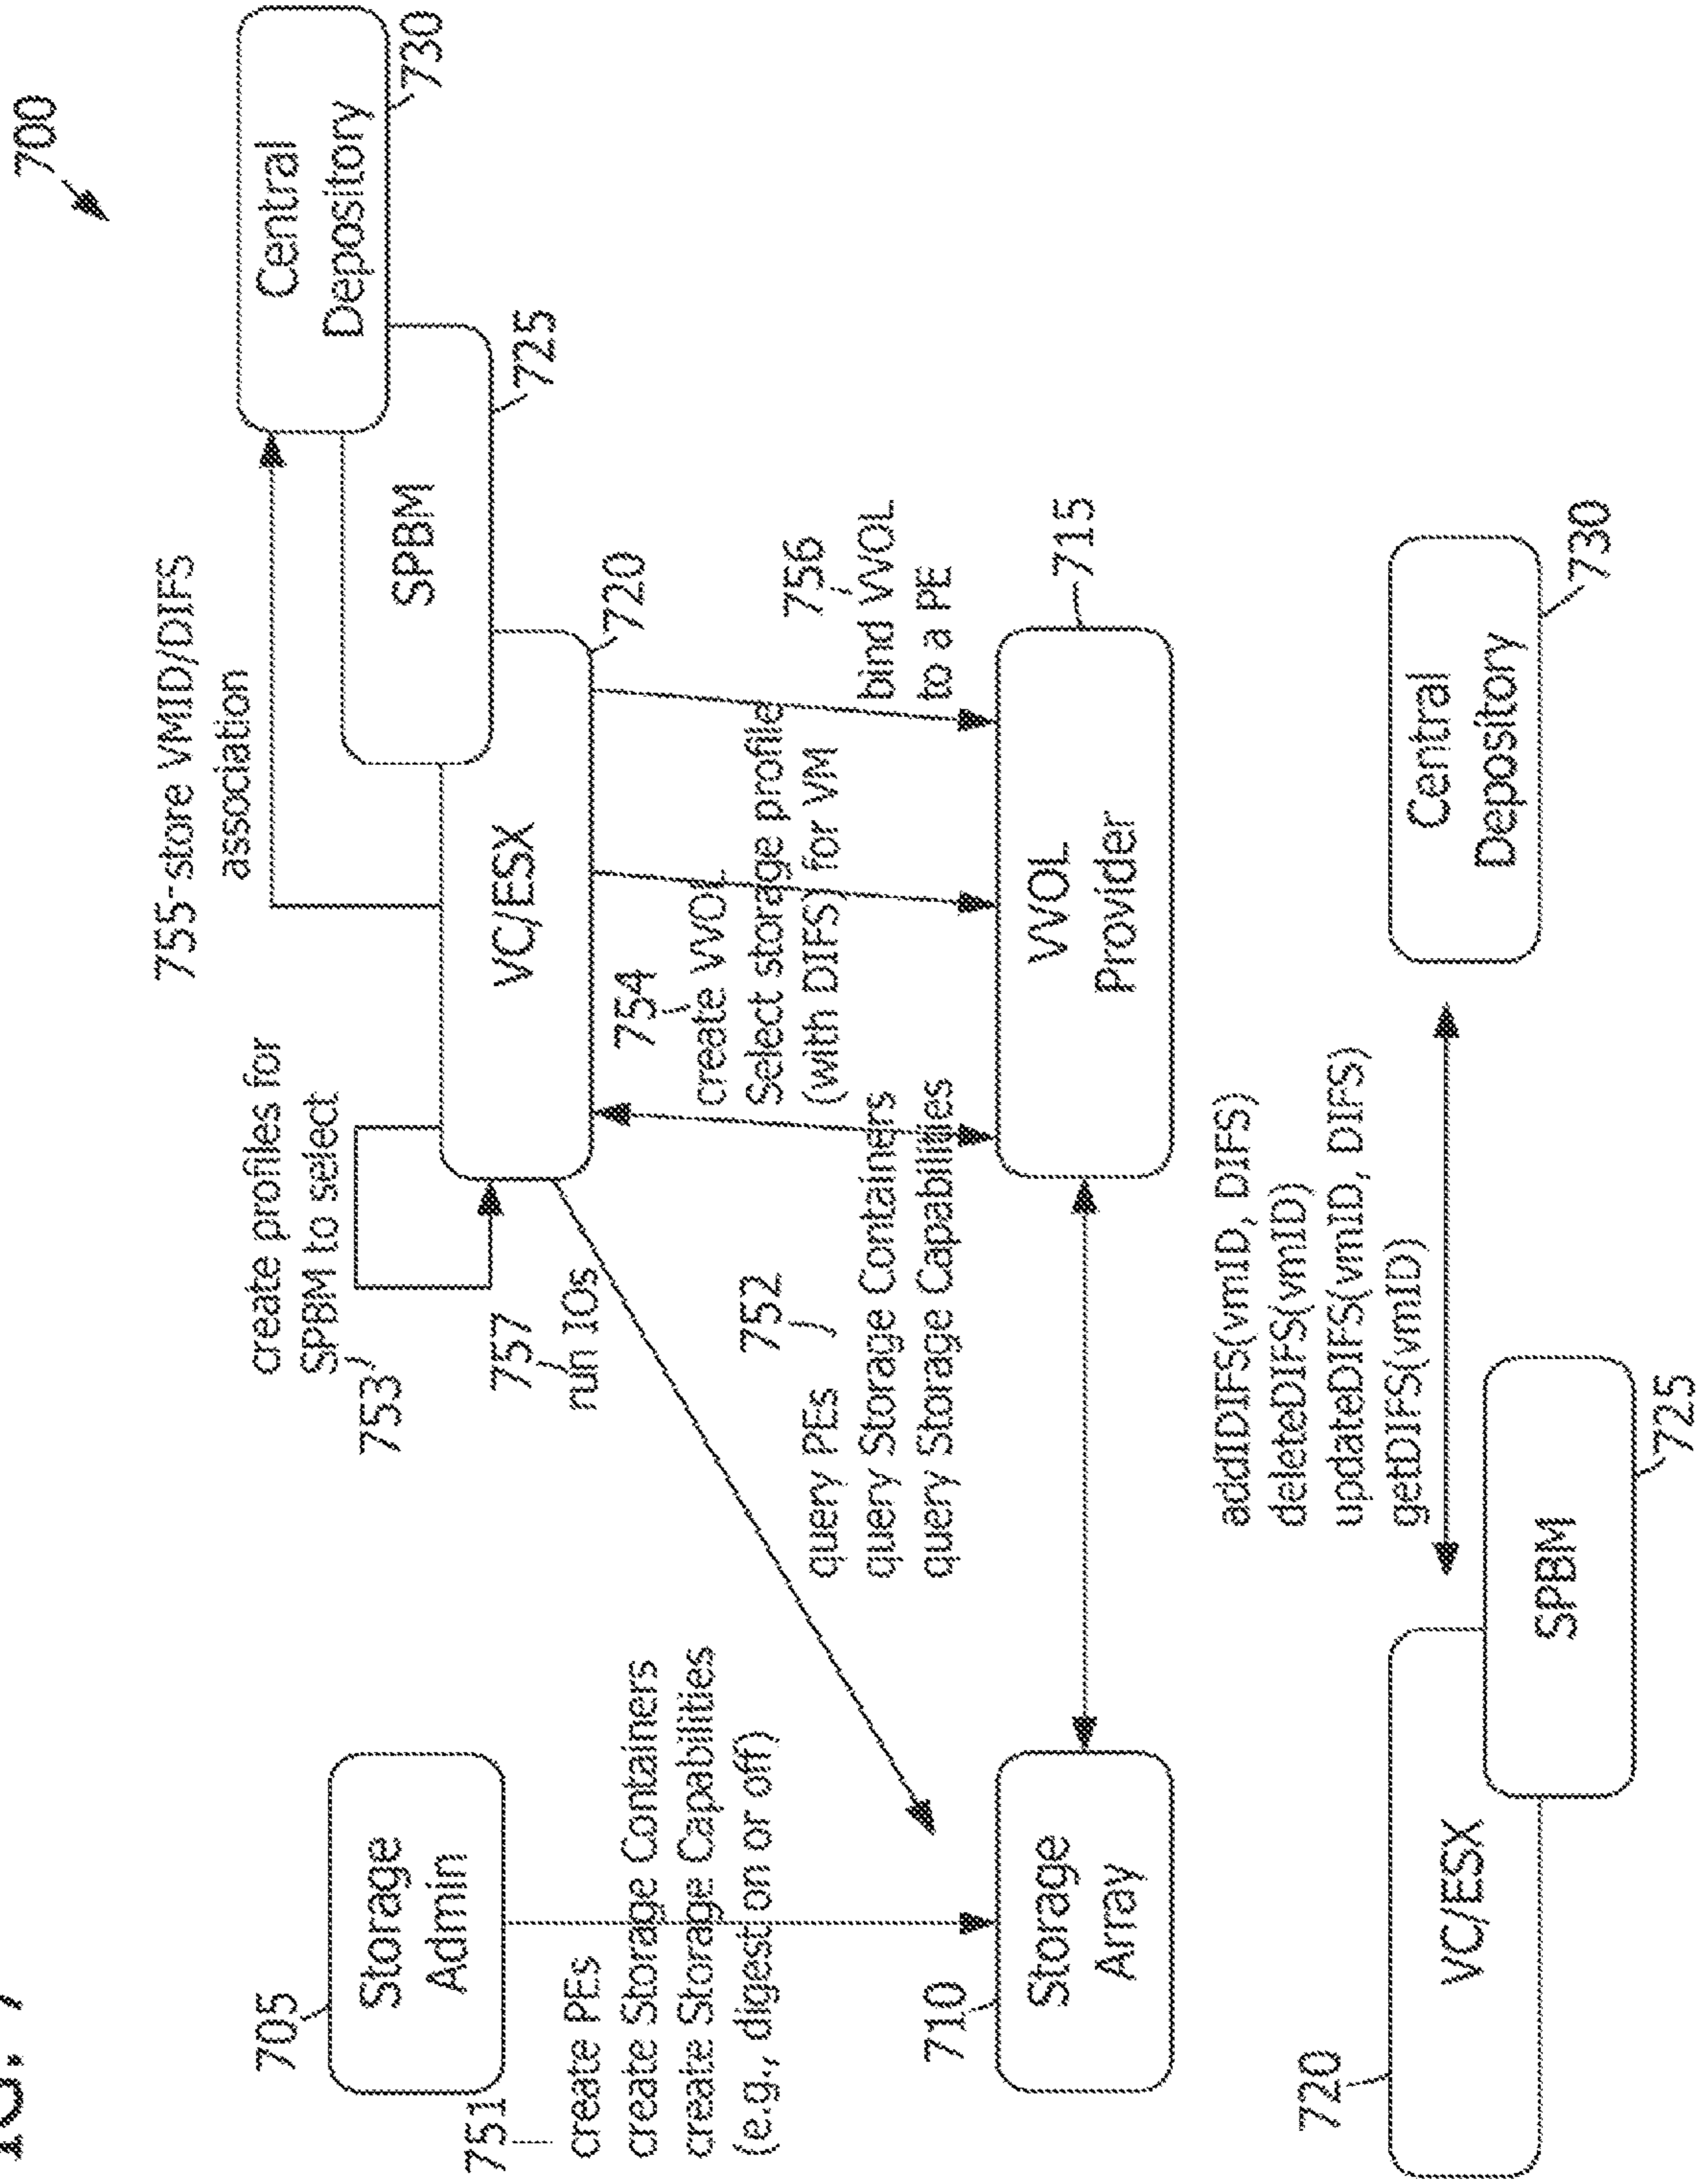 FIG. 7
700
755-store VMID/DIFS
association
create profiles for
SPBM to select
753
Central
Depository
730
SPBM
725
VC/ESX
720
705
Storage
Admin
751
create PEs
create Storage Containers
create Storage Capabilities
(e.g., digest on or off)
757
run IOs
754
create VVOL
Select storage profile
(with DIFS) for VM
756
bind VVOL
to a PE
752
query PEs
query Storage Containers
query Storage Capabilities
710
Storage
Array
VVOL
Provider
715
addIDIFS(vmID, DIFS)
deleteDIFS(vmID)
updateDIFS(vmID, DIFS)
getDIFS(vmID)
720
VC/ESX
SPBM
725
Central
Depository
730